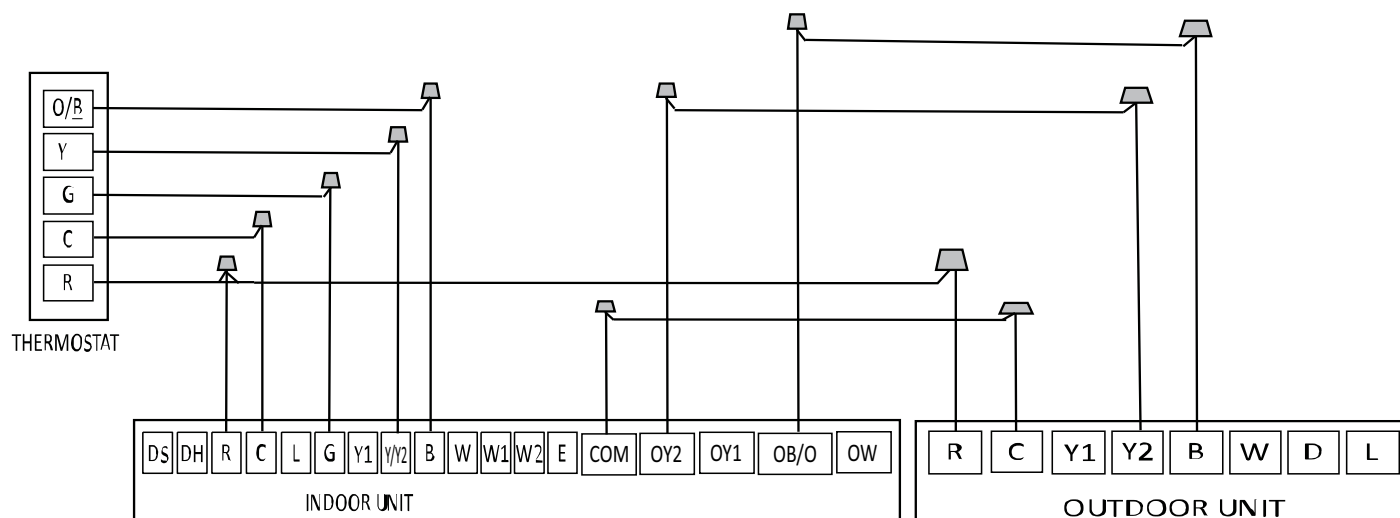 O/B
Y
G
C
R
THERMOSTAT
DS DH R C L G Y1 Y/Y2 B W W1 W2 E COM OY2 OY1 OB/O OW
INDOOR UNIT
R C Y1 Y2 B W D L
OUTDOOR UNIT